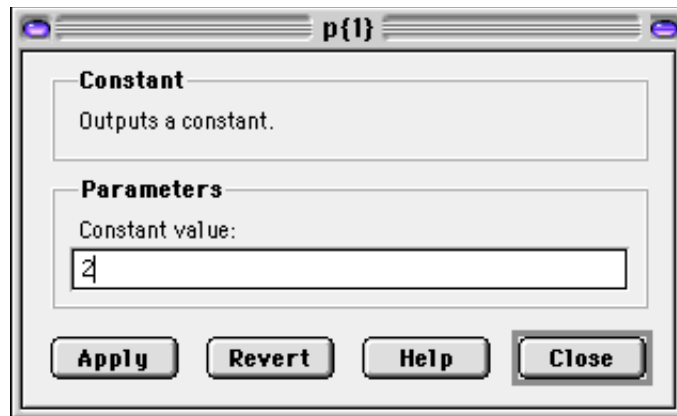 p{1}
Constant
Outputs a constant.
Parameters
Constant value:
2
Apply Revert Help Close